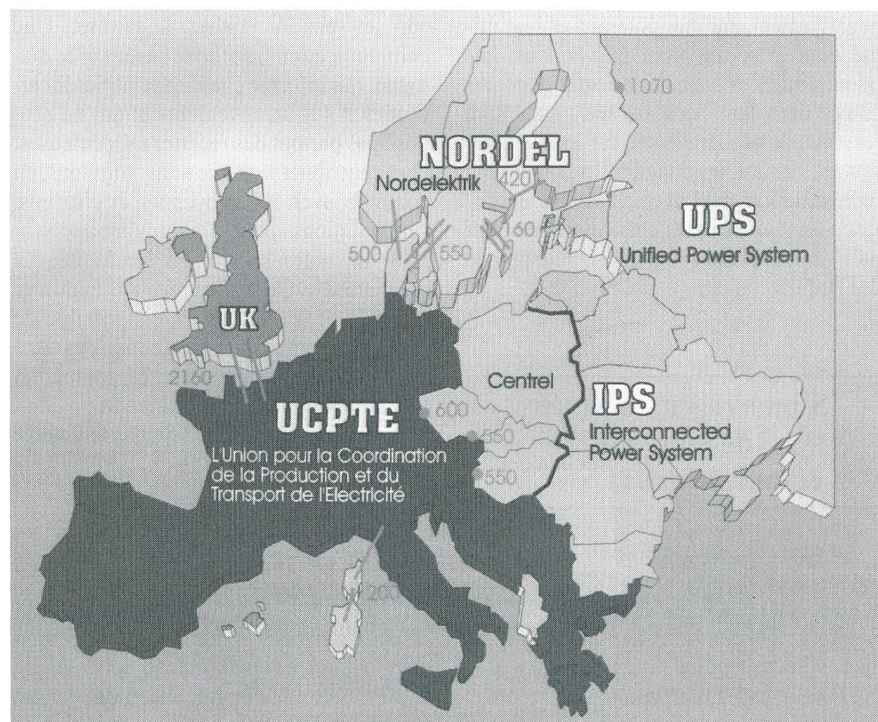 1070
NORDEL
Nordelektrik
420
160
500
550
UPS
Unified Power System
UK
2160
Centrel
UCPTE
600
IPS
L'Union pour la Coordination
de la Production et du
Transport de l'Electricité
550
Interconnected
Power System
550
200